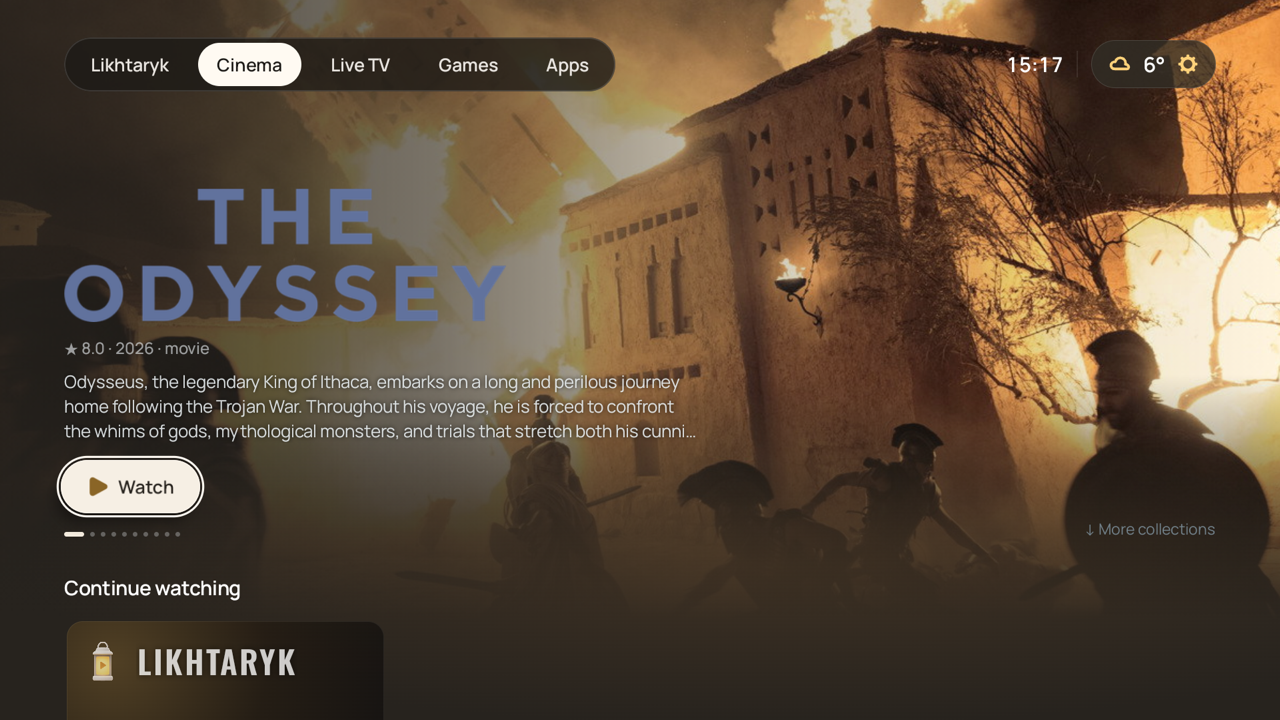 Likhtaryk
Cinema
Live TV
Games
Apps
15:17
6°
THE
ODYSSEY
★ 8.0 · 2026 · movie
Odysseus, the legendary King of Ithaca, embarks on a long and perilous journey
home following the Trojan War. Throughout his voyage, he is forced to confront
the whims of gods, mythological monsters, and trials that stretch both his cunni...
Watch
↓ More collections
Continue watching
LIKHTARYK